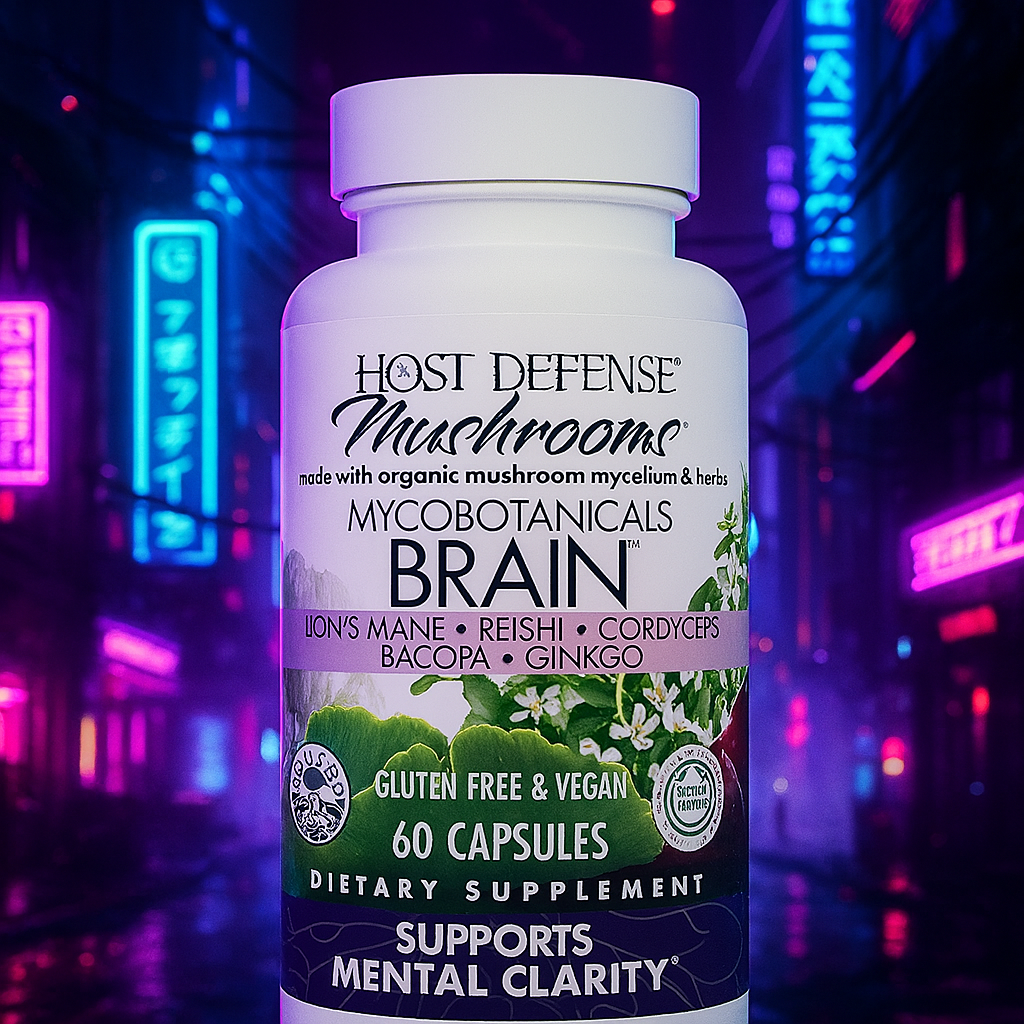 HOST DEFENSE®
Mushrooms®
made with organic mushroom mycelium & herbs
MYCOBOTANICALS
BRAIN™
LION'S MANE • REISHI • CORDYCEPS
BACOPA • GINKGO
GLUTEN FREE & VEGAN
60 CAPSULES
DIETARY SUPPLEMENT
SUPPORTS
MENTAL CLARITY®